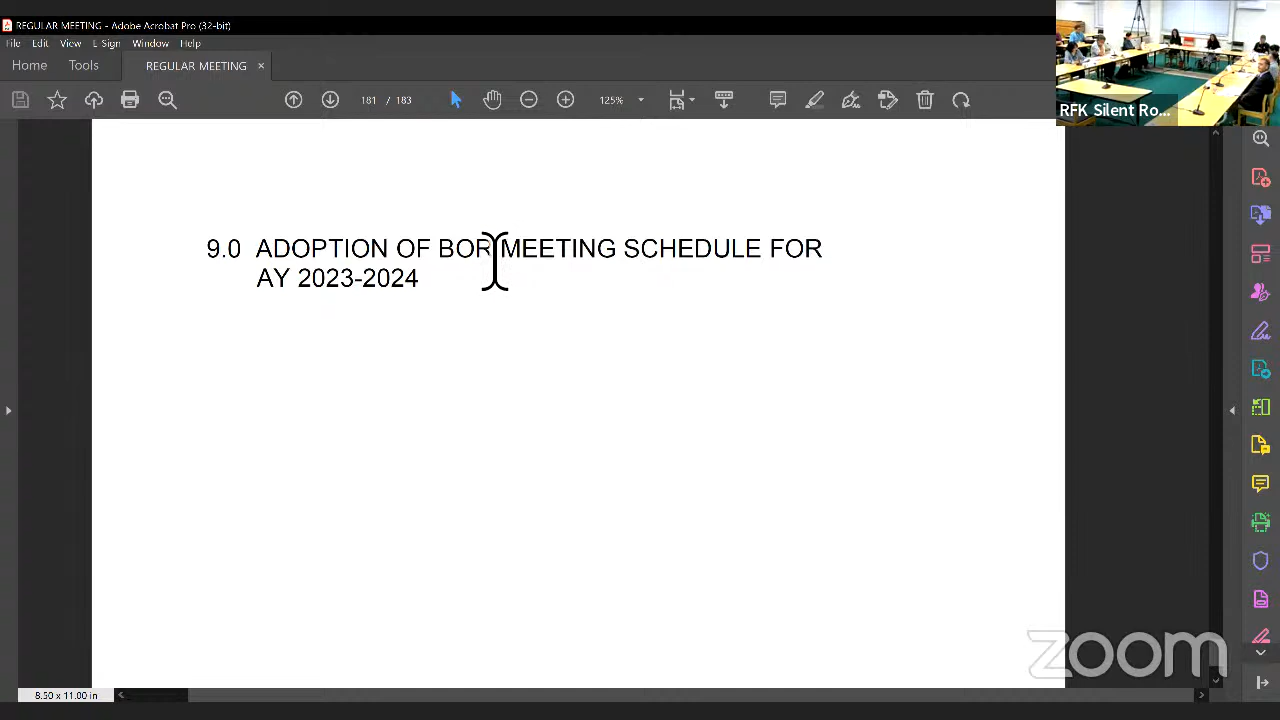 REGULAR MEETING - Adobe Acrobat Pro (32-bit)
File Edit View E-Sign Window Help
Home Tools REGULAR MEETING ×
181 / 183 125%
RFK Silent Ro...
9.0 ADOPTION OF BOR MEETING SCHEDULE FOR
AY 2023-2024
zoom
8.50 x 11.00 in